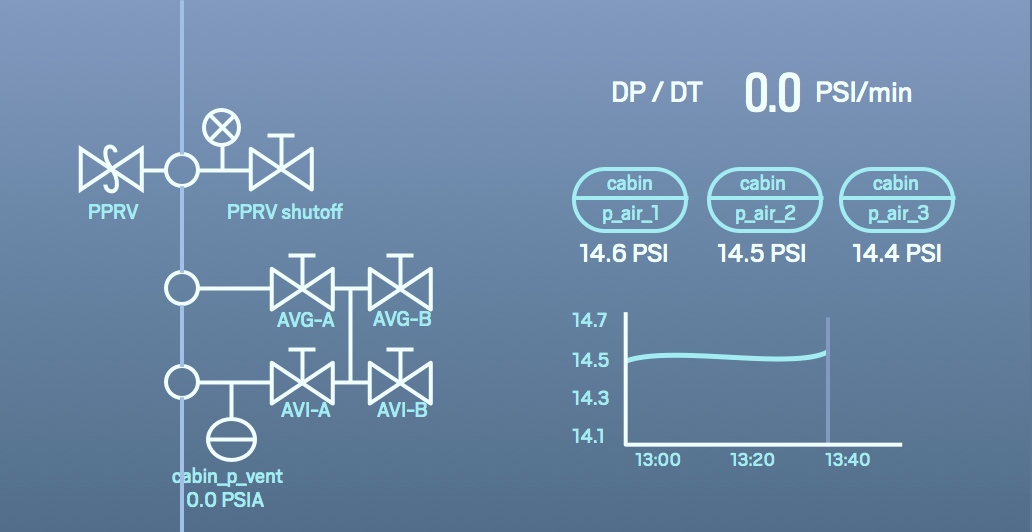 DP / DT 0.0 PSI/min
cabin
p_air_1
14.6 PSI
cabin
p_air_2
14.5 PSI
cabin
p_air_3
14.4 PSI
PPRV
PPRV shutoff
AVG-A
AVG-B
AVI-A
AVI-B
cabin_p_vent
0.0 PSIA
14.7
14.5
14.3
14.1
13:00 13:20 13:40